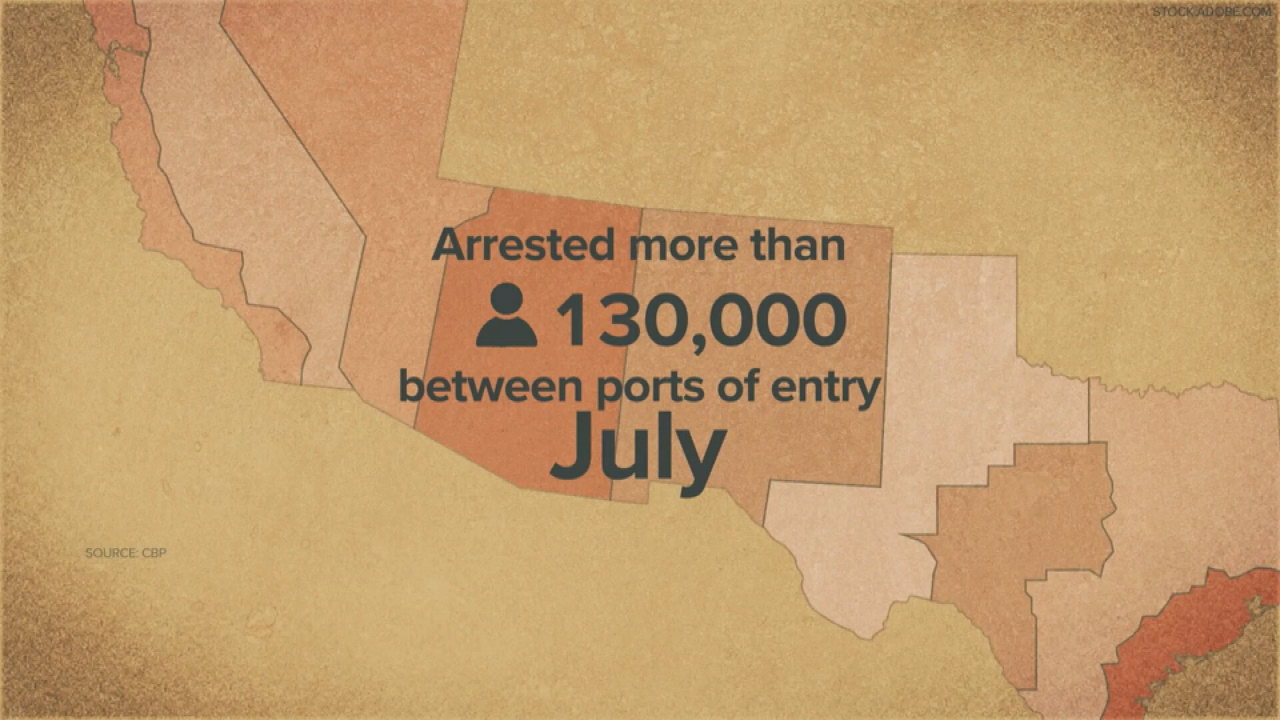 STOCK.ADOBE.COM
Arrested more than
130,000
between ports of entry
July
SOURCE: CBP